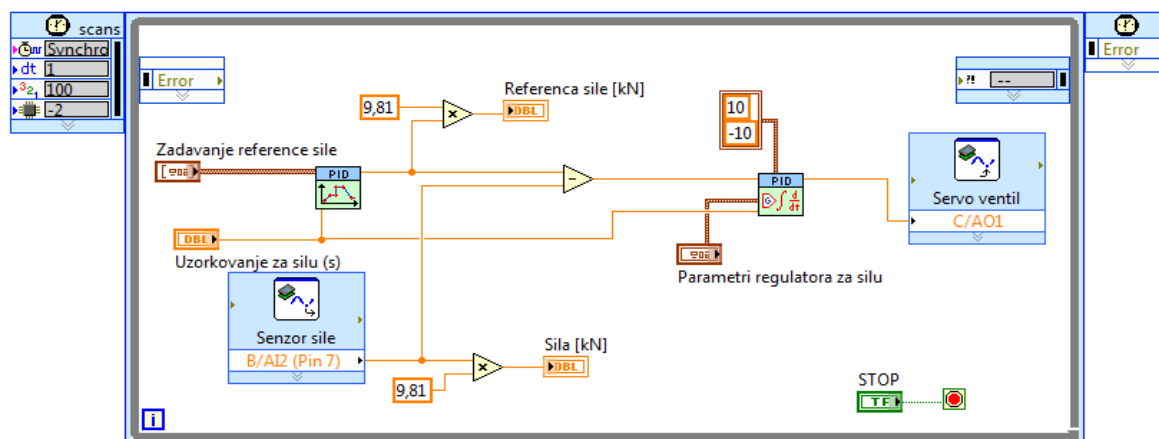 scans
Synchro
dt 1
321 100
-2
Error
?! --
Error
Referenca sile [kN]
9,81
×
DBL
10
-10
Zadavanje reference sile
PID
–
PID
G d/dt
Servo ventil
C/AO1
DBL
Uzorkovanje za silu (s)
Parametri regulatora za silu
Senzor sile
B/AI2 (Pin 7)
Sila [kN]
×
DBL
9,81
STOP
TF
i